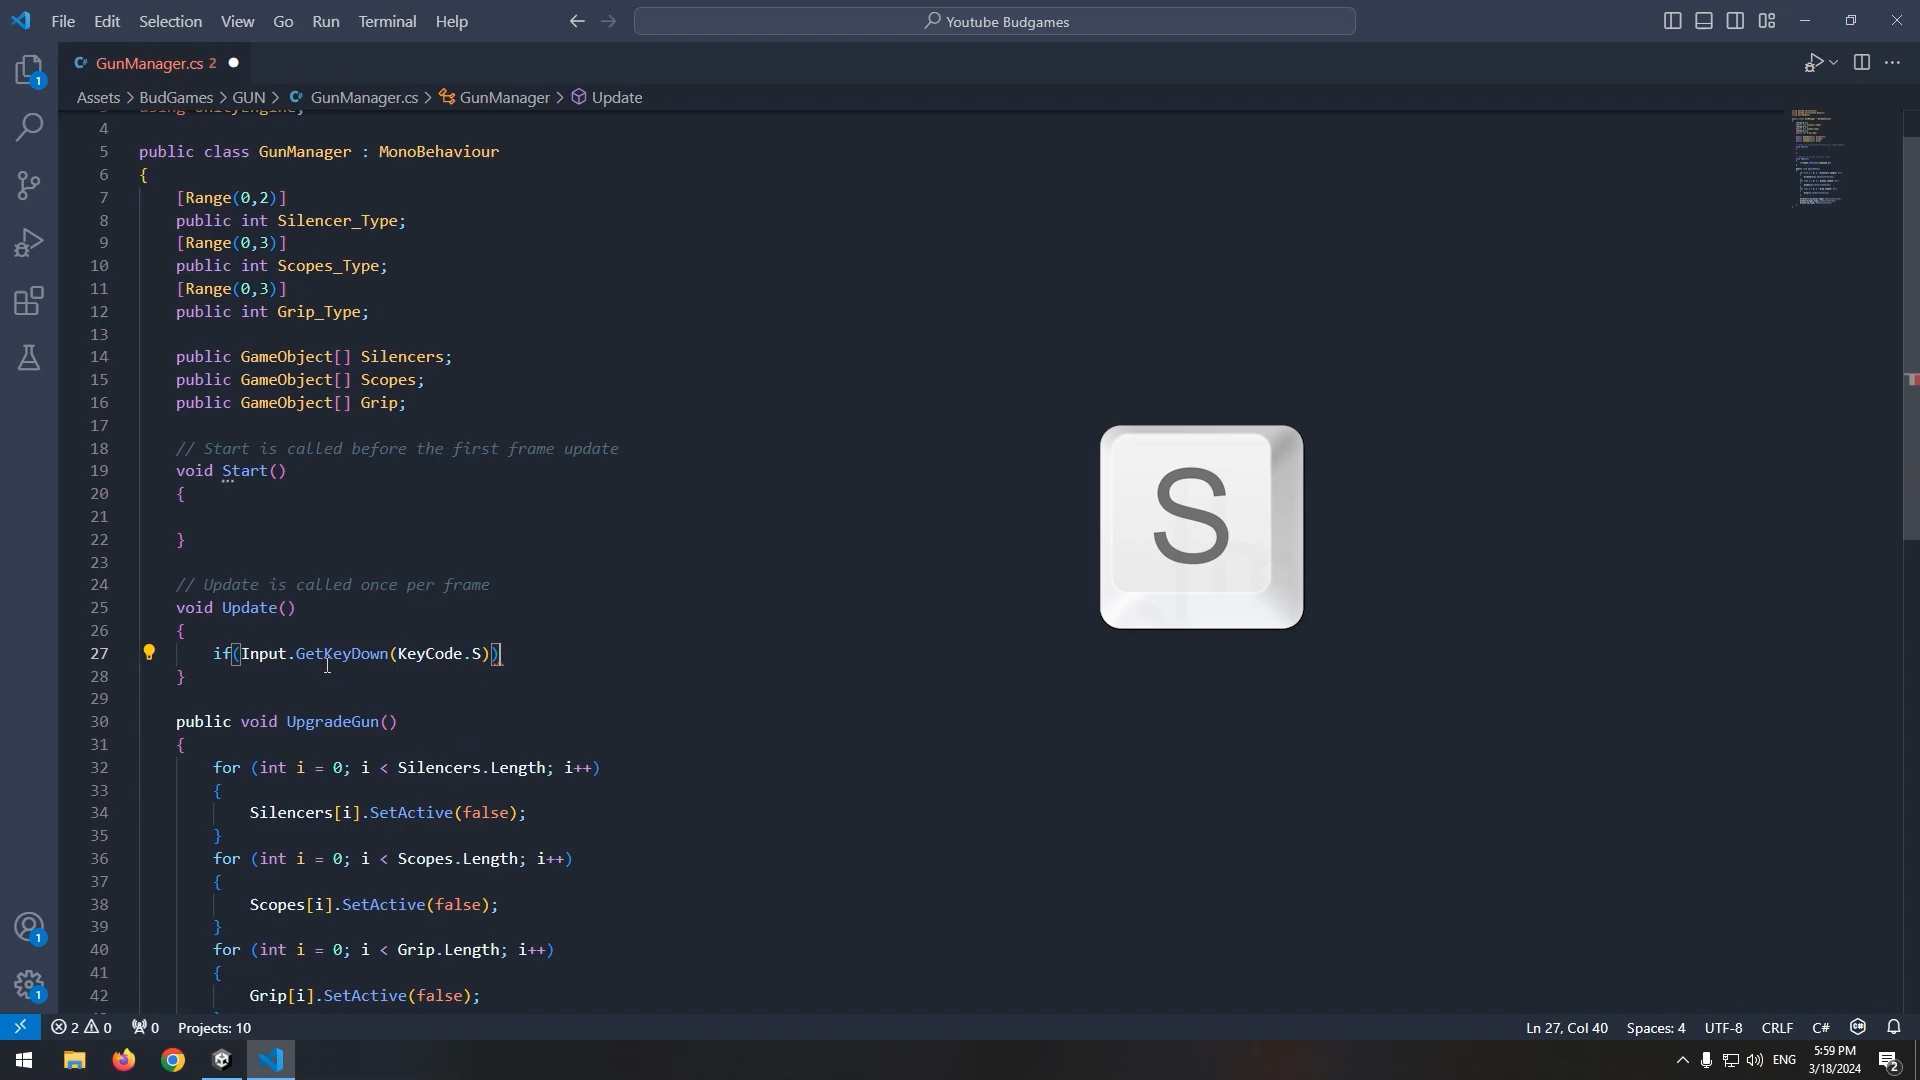 File Edit Selection View Go Run Terminal Help
Youtube Budgames
GunManager.cs 2
Assets > BudGames > GUN > GunManager.cs > GunManager > Update
4
5 public class GunManager : MonoBehaviour
6 {
7 [Range(0,2)]
8 public int Silencer_Type;
9 [Range(0,3)]
10 public int Scopes_Type;
11 [Range(0,3)]
12 public int Grip_Type;
13
14 public GameObject[] Silencers;
15 public GameObject[] Scopes;
16 public GameObject[] Grip;
17
18 // Start is called before the first frame update
19 void Start()
20 {
21
22 }
23
24 // Update is called once per frame
25 void Update()
26 {
27 if(Input.GetKeyDown(KeyCode.S))
28 }
29
30 public void UpgradeGun()
31 {
32 for (int i = 0; i < Silencers.Length; i++)
33 {
34 Silencers[i].SetActive(false);
35 }
36 for (int i = 0; i < Scopes.Length; i++)
37 {
38 Scopes[i].SetActive(false);
39 }
40 for (int i = 0; i < Grip.Length; i++)
41 {
42 Grip[i].SetActive(false);
S
1
1
1
2 0 0 Projects: 10
Ln 27, Col 40 Spaces: 4 UTF-8 CRLF C#
ENG
5:59 PM
3/18/2024
2